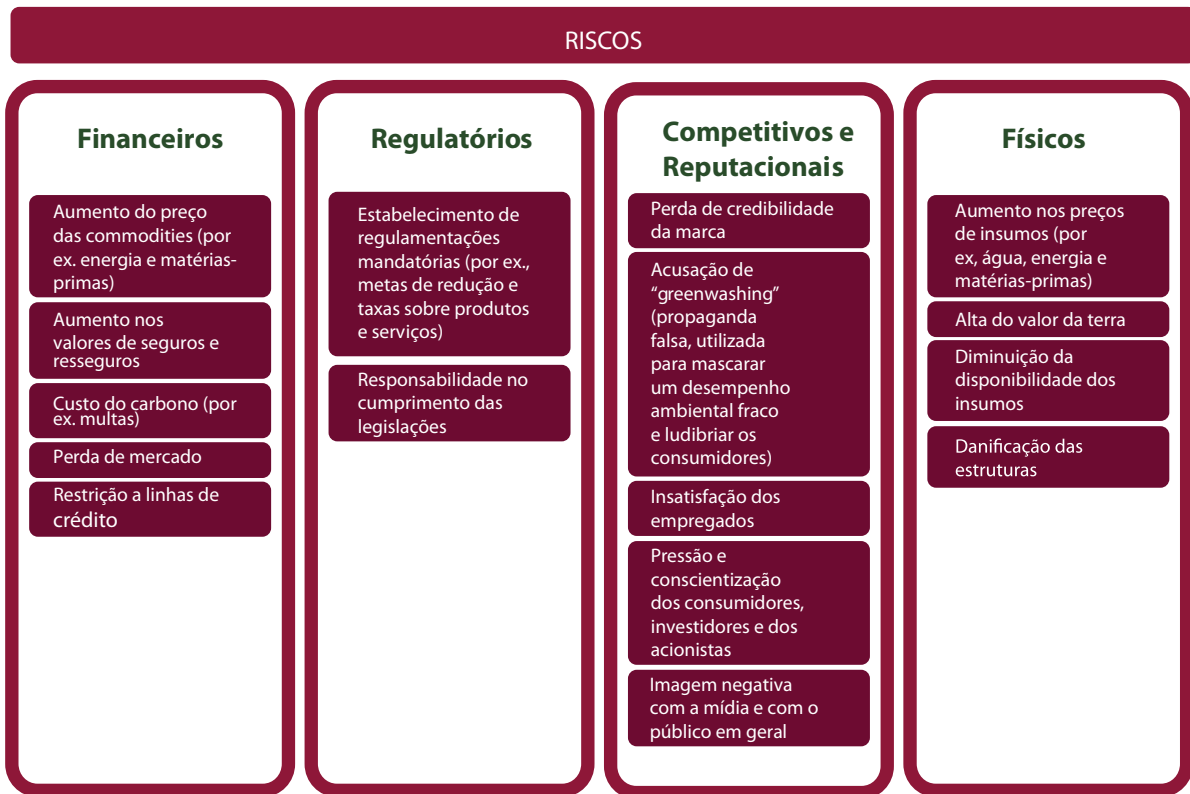 RISCOS
Financeiros
Aumento do preço
das commodities (por
ex. energia e matérias-
primas)
Aumento nos
valores de seguros e
resseguros
Custo do carbono (por
ex. multas)
Perda de mercado
Restrição a linhas de
crédito
Regulatórios
Estabelecimento de
regulamentações
mandatórias (por ex.,
metas de redução e
taxas sobre produtos
e serviços)
Responsabilidade no
cumprimento das
legislações
Competitivos e
Reputacionais
Perda de credibilidade
da marca
Acusação de
“greenwashing”
(propaganda
falsa, utilizada
para mascarar
um desempenho
ambiental fraco
e ludibriar os
consumidores)
Insatisfação dos
empregados
Pressão e
conscientização
dos consumidores,
investidores e dos
acionistas
Imagem negativa
com a mídia e com o
público em geral
Físicos
Aumento nos preços
de insumos (por
ex, água, energia e
matérias-primas)
Alta do valor da terra
Diminuição da
disponibilidade dos
insumos
Danificação das
estruturas